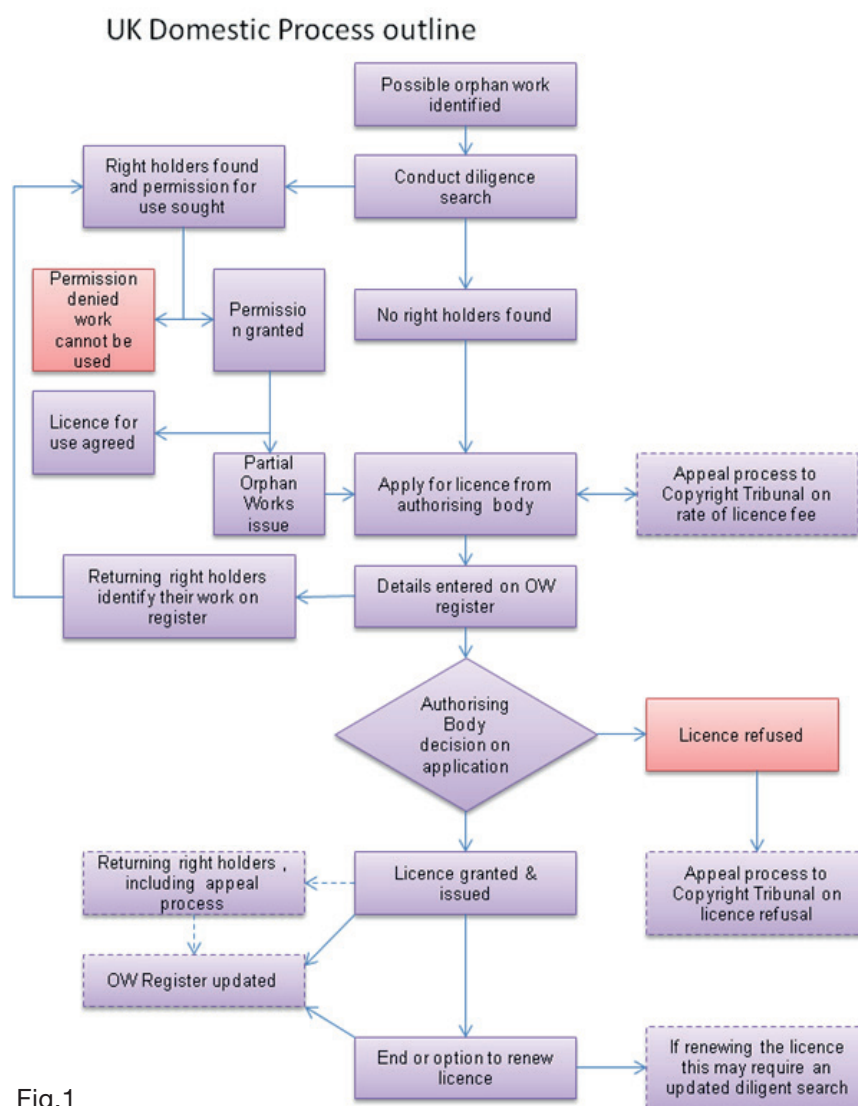 UK Domestic Process outline
Possible orphan work
identified
Right holders found
and permission for
use sought
Conduct diligence
search
Permission
denied
work
cannot be
used
Permissio
n granted
No right holders found
Licence for
use agreed
Partial
Orphan
Works
issue
Apply for licence from
authorising body
Appeal process to
Copyright Tribunal on
rate of licence fee
Returning right holders
identify their work on
register
Details entered on OW
register
Authorising
Body
decision on
application
Licence refused
Returning right holders ,
including appeal
process
Licence granted &
issued
Appeal process to
Copyright Tribunal on
licence refusal
OW Register updated
End or option to renew
licence
If renewing the licence
this may require an
updated diligent search
Fig.1